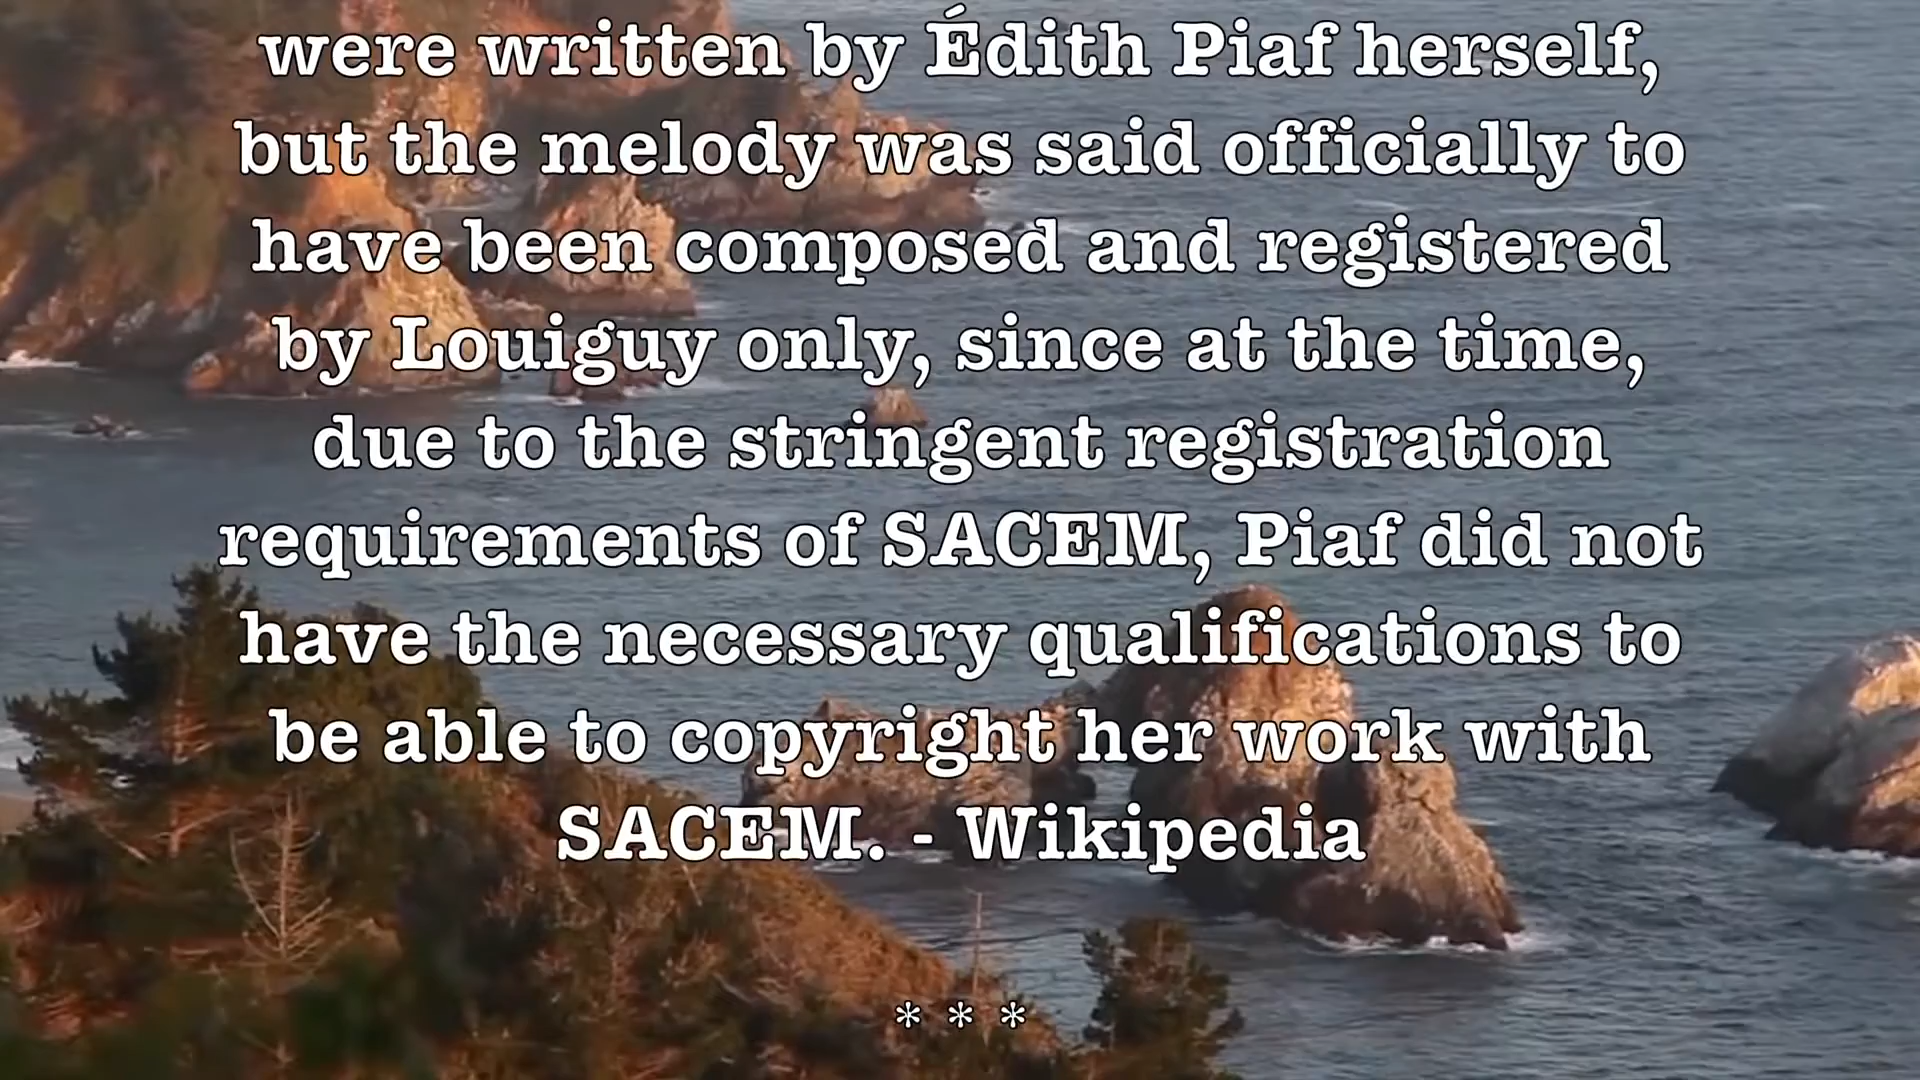 were written by Édith Piaf herself,
but the melody was said officially to
have been composed and registered
by Louiguy only, since at the time,
due to the stringent registration
requirements of SACEM, Piaf did not
have the necessary qualifications to
be able to copyright her work with
SACEM. - Wikipedia
* * *